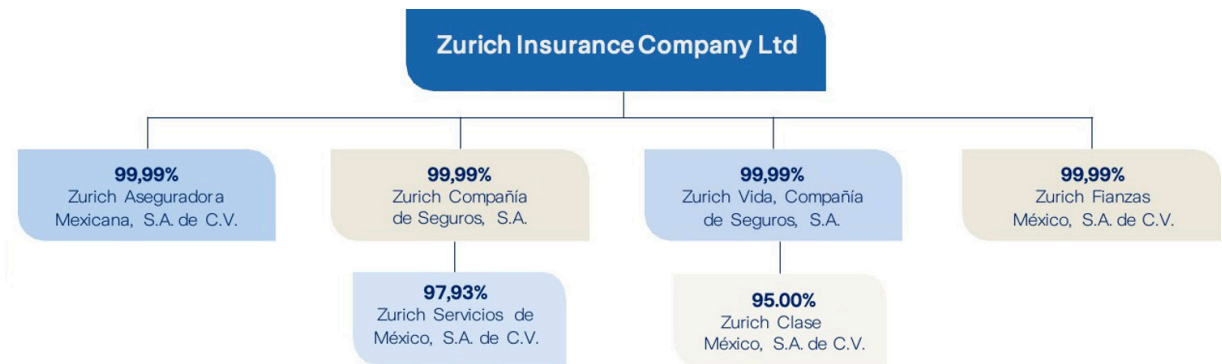 Zurich Insurance Company Ltd
99,99%
Zurich Aseguradora
Mexicana, S.A. de C.V.
99,99%
Zurich Compañía
de Seguros, S.A.
99,99%
Zurich Vida, Compañía
de Seguros, S.A.
99,99%
Zurich Fianzas
México, S.A. de C.V.
97,93%
Zurich Servicios de
México, S.A. de C.V.
95.00%
Zurich Clase
México, S.A. de C.V.